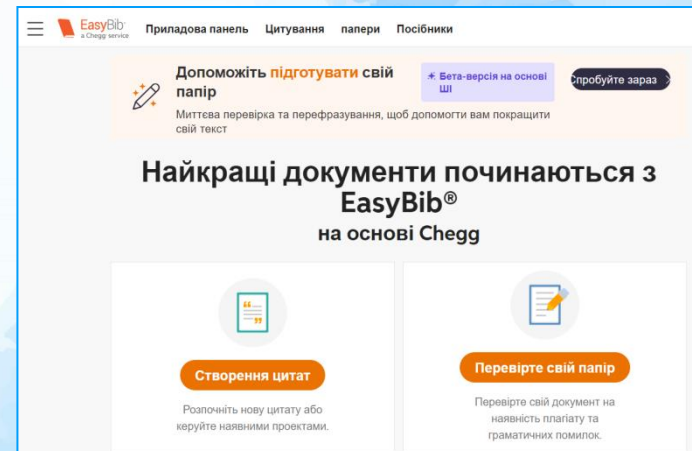 EasyBib®
a Chegg service
Приладова панель Цитування папери Посібники
Допоможіть підготувати свій
папір
Бета-версія на основі
ШІ
Спробуйте зараз
Миттєва перевірка та перефразування, щоб допомогти вам покращити
свій текст
Найкращі документи починаються з
EasyBib®
на основі Chegg
Створення цитат
Розпочніть нову цитату або
керуйте наявними проектами.
Перевірте свій папір
Перевірте свій документ на
наявність плагіату та
граматичних помилок.